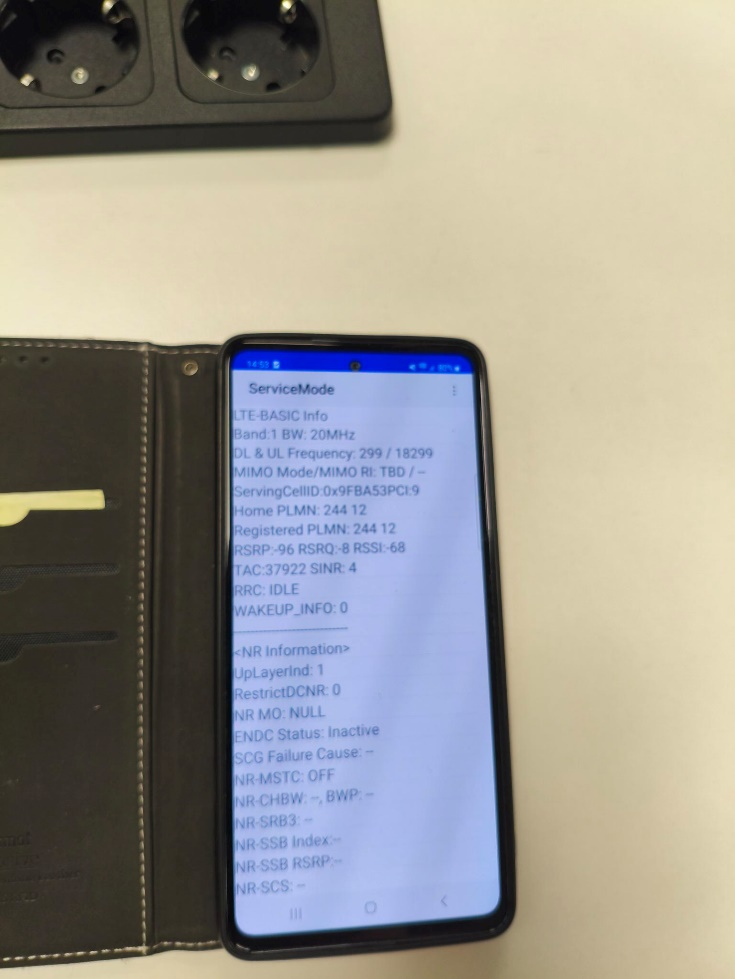 14:53
80%
ServiceMode
LTE-BASIC Info
Band:1 BW: 20MHz
DL & UL Frequency: 299 / 18299
MIMO Mode/MIMO RI: TBD / --
ServingCellID:0x9FBA53PCI:9
Home PLMN: 244 12
Registered PLMN: 244 12
RSRP:-96 RSRQ:-8 RSSI:-68
TAC:37922 SINR: 4
RRC: IDLE
WAKEUP_INFO: 0
<NR Information>
UpLayerInd: 1
RestrictDCNR: 0
NR MO: NULL
ENDC Status: Inactive
SCG Failure Cause: --
NR-MSTC: OFF
NR-CHBW: --, BWP: --
NR-SRB3: --
NR-SSB Index:--
NR-SSB RSRP:--
NR-SCS: --